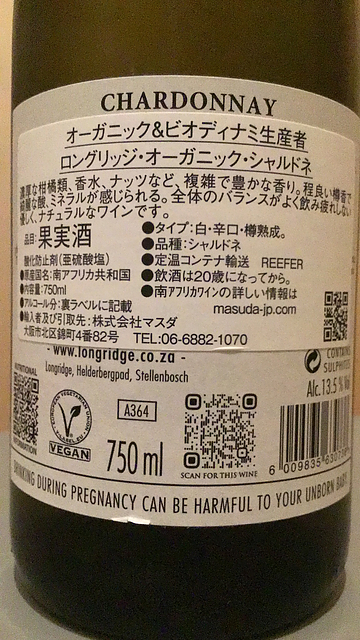 CHARDONNAY
オーガニック&ビオディナミ生産者
ロングリッジ・オーガニック・シャルドネ
濃厚な柑橘類、香水、ナッツなど、複雑で豊かな香り。程良い樽香で
綺麗な酸、ミネラルが感じられる。全体のバランスがよく飲み疲れしない
優しく、ナチュラルなワインです。
品目:果実酒
酸化防止剤(亜硫酸塩)
●原産国名:南アフリカ共和国
●内容量:750ml
●アルコール分:裏ラベルに記載
●輸入者及び引取先:株式会社マスダ
大阪市北区錦町4番82号 TEL:06-6882-1070
●タイプ:白・辛口・樽熟成。
●品種:シャルドネ
●定温コンテナ輸送 REEFER
●飲酒は20歳になってから。
●南アフリカワインの詳しい情報は
masuda-jp.com
- www.longridge.co.za -
Longridge, Helderbergpad, Stellenbosch
CONTAINS
SULPHITES
Alc.13.5 % Vol
NUTRITIONAL
INFORMATION
A364
VEGAN
750 ml
SCAN FOR THIS WINE
6 009835 630
DRINKING DURING PREGNANCY CAN BE HARMFUL TO YOUR UNBORN BABY